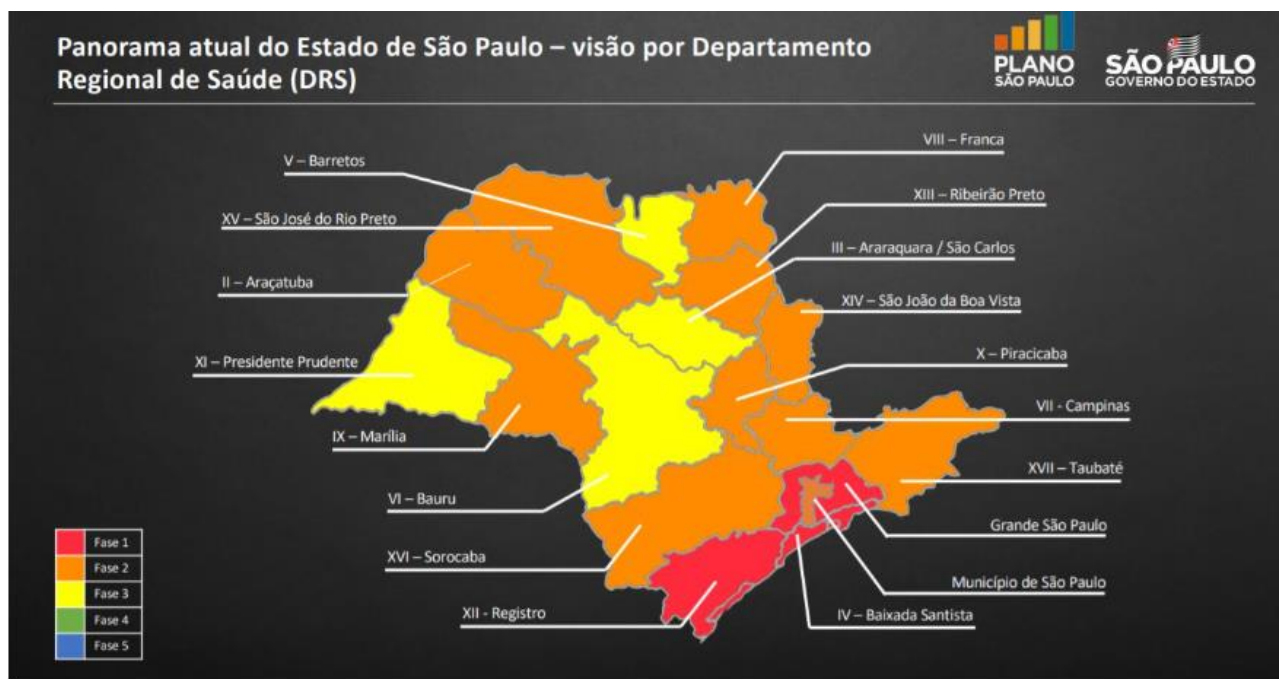 Panorama atual do Estado de São Paulo – visão por Departamento
Regional de Saúde (DRS)
PLANO
SÃO PAULO
SÃO PAULO
GOVERNO DO ESTADO
V – Barretos
XV – São José do Rio Preto
II – Araçatuba
XI – Presidente Prudente
IX – Marília
VI – Bauru
XVI – Sorocaba
XII - Registro
VIII – Franca
XIII – Ribeirão Preto
III – Araraquara / São Carlos
XIV – São João da Boa Vista
X – Piracicaba
VII - Campinas
XVII – Taubaté
Grande São Paulo
Município de São Paulo
IV – Baixada Santista
Fase 1
Fase 2
Fase 3
Fase 4
Fase 5